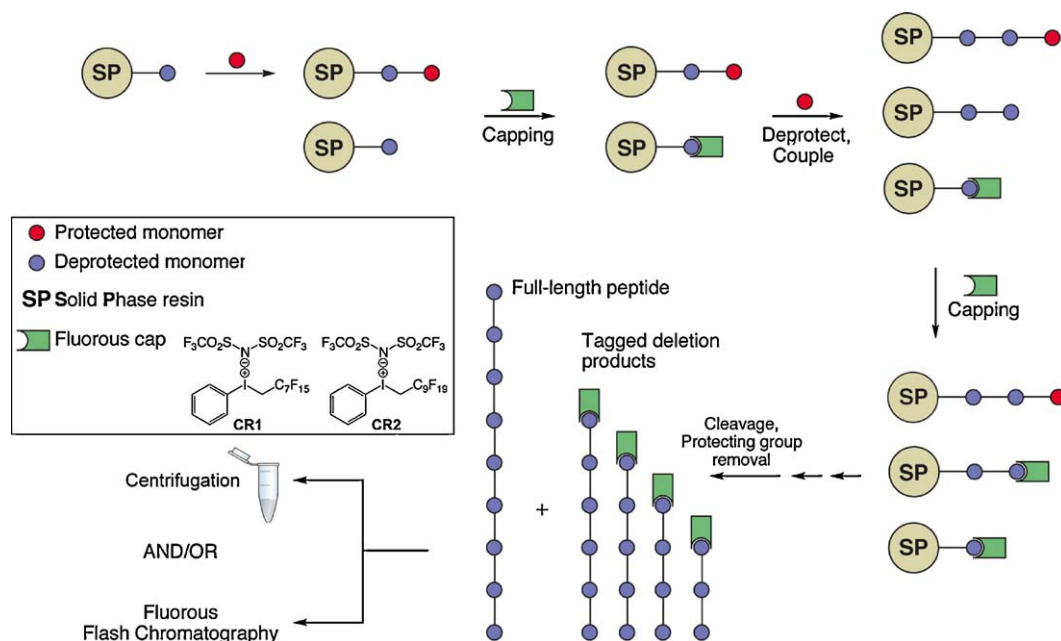 SP
SP
SP
Capping
SP
SP
Deprotect,
Couple
SP
SP
SP
Capping
Protected monomer
Deprotected monomer
SP Solid Phase resin
Fluorous cap
F3CO2S SO2CF3
N
⊖
⊕
I C7F15
CR1
F3CO2S SO2CF3
N
⊖
⊕
I C9F19
CR2
Full-length peptide
Tagged deletion
products
+
Cleavage,
Protecting group
removal
SP
SP
SP
Centrifugation
AND/OR
Fluorous
Flash Chromatography